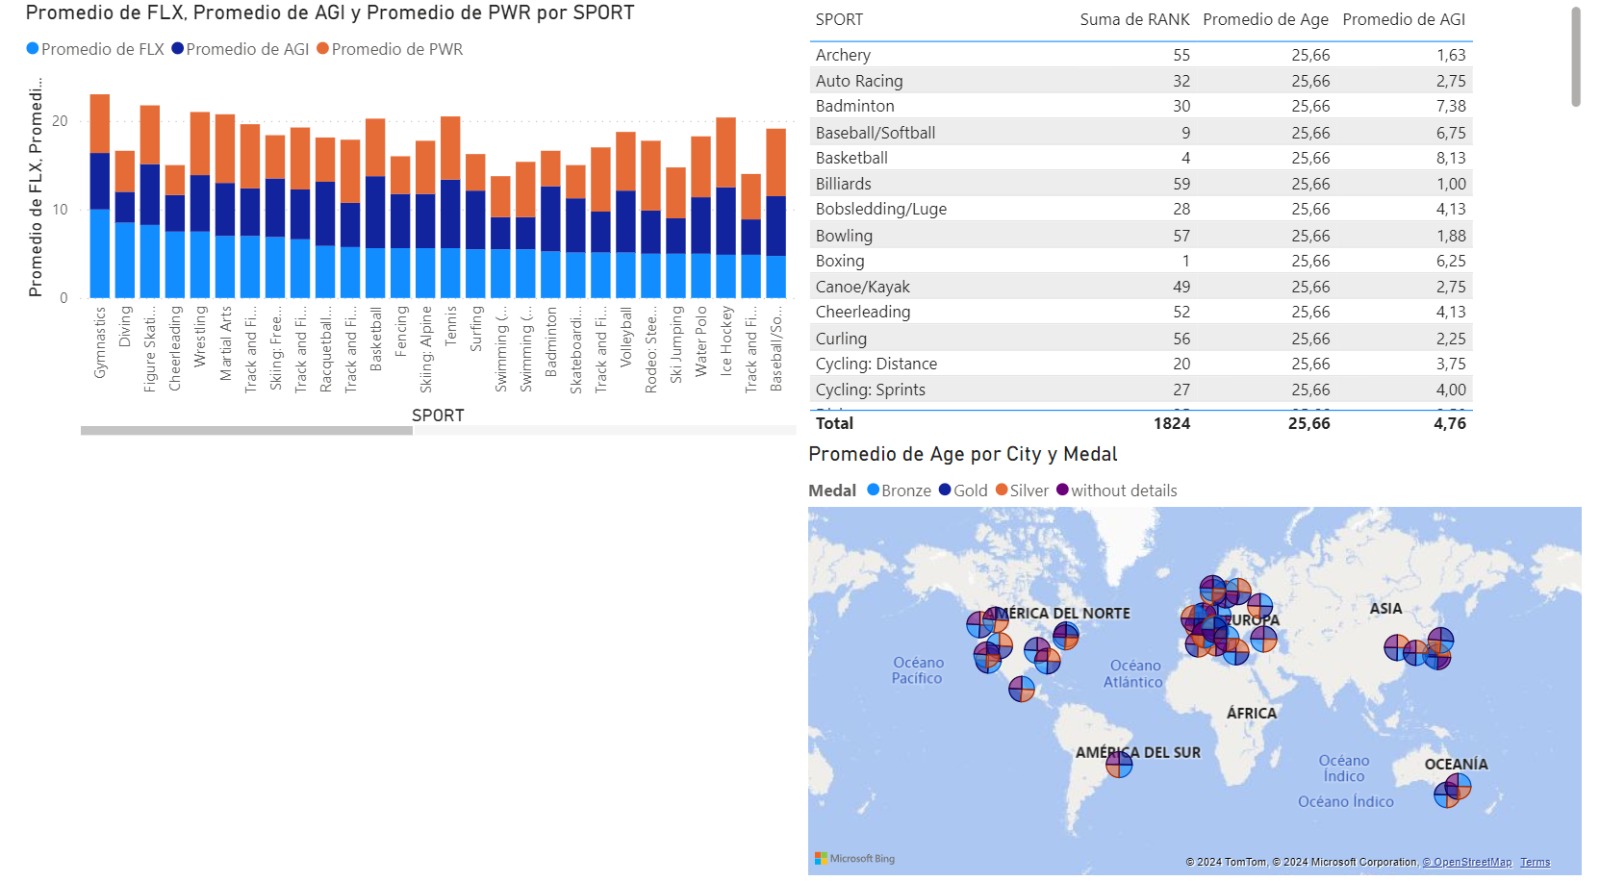 Promedio de FLX, Promedio de AGI y Promedio de PWR por SPORT
Promedio de FLX Promedio de AGI Promedio de PWR
Promedio de FLX, Promedi...
20
10
0
Gymnastics
Diving
Figure Skati...
Cheerleading
Wrestling
Martial Arts
Track and Fi...
Skiing: Free...
Track and Fi...
Racquetball...
Track and Fi...
Basketball
Fencing
Skiing: Alpine
Tennis
Surfing
Swimming (...
Swimming (...
Badminton
Skateboardi...
Track and Fi...
Volleyball
Rodeo: Stee...
Ski Jumping
Water Polo
Ice Hockey
Track and Fi...
Baseball/So...
SPORT
SPORT Suma de RANK Promedio de Age Promedio de AGI
Archery 55 25,66 1,63
Auto Racing 32 25,66 2,75
Badminton 30 25,66 7,38
Baseball/Softball 9 25,66 6,75
Basketball 4 25,66 8,13
Billiards 59 25,66 1,00
Bobsledding/Luge 28 25,66 4,13
Bowling 57 25,66 1,88
Boxing 1 25,66 6,25
Canoe/Kayak 49 25,66 2,75
Cheerleading 52 25,66 4,13
Curling 56 25,66 2,25
Cycling: Distance 20 25,66 3,75
Cycling: Sprints 27 25,66 4,00
Total 1824 25,66 4,76
Promedio de Age por City y Medal
Medal Bronze Gold Silver without details
AMÉRICA DEL NORTE
EUROPA
ASIA
Océano
Pacífico
Océano
Atlántico
ÁFRICA
AMÉRICA DEL SUR
Océano
Índico
OCEANÍA
Océano Índico
Microsoft Bing
© 2024 TomTom, © 2024 Microsoft Corporation, © OpenStreetMap Terms